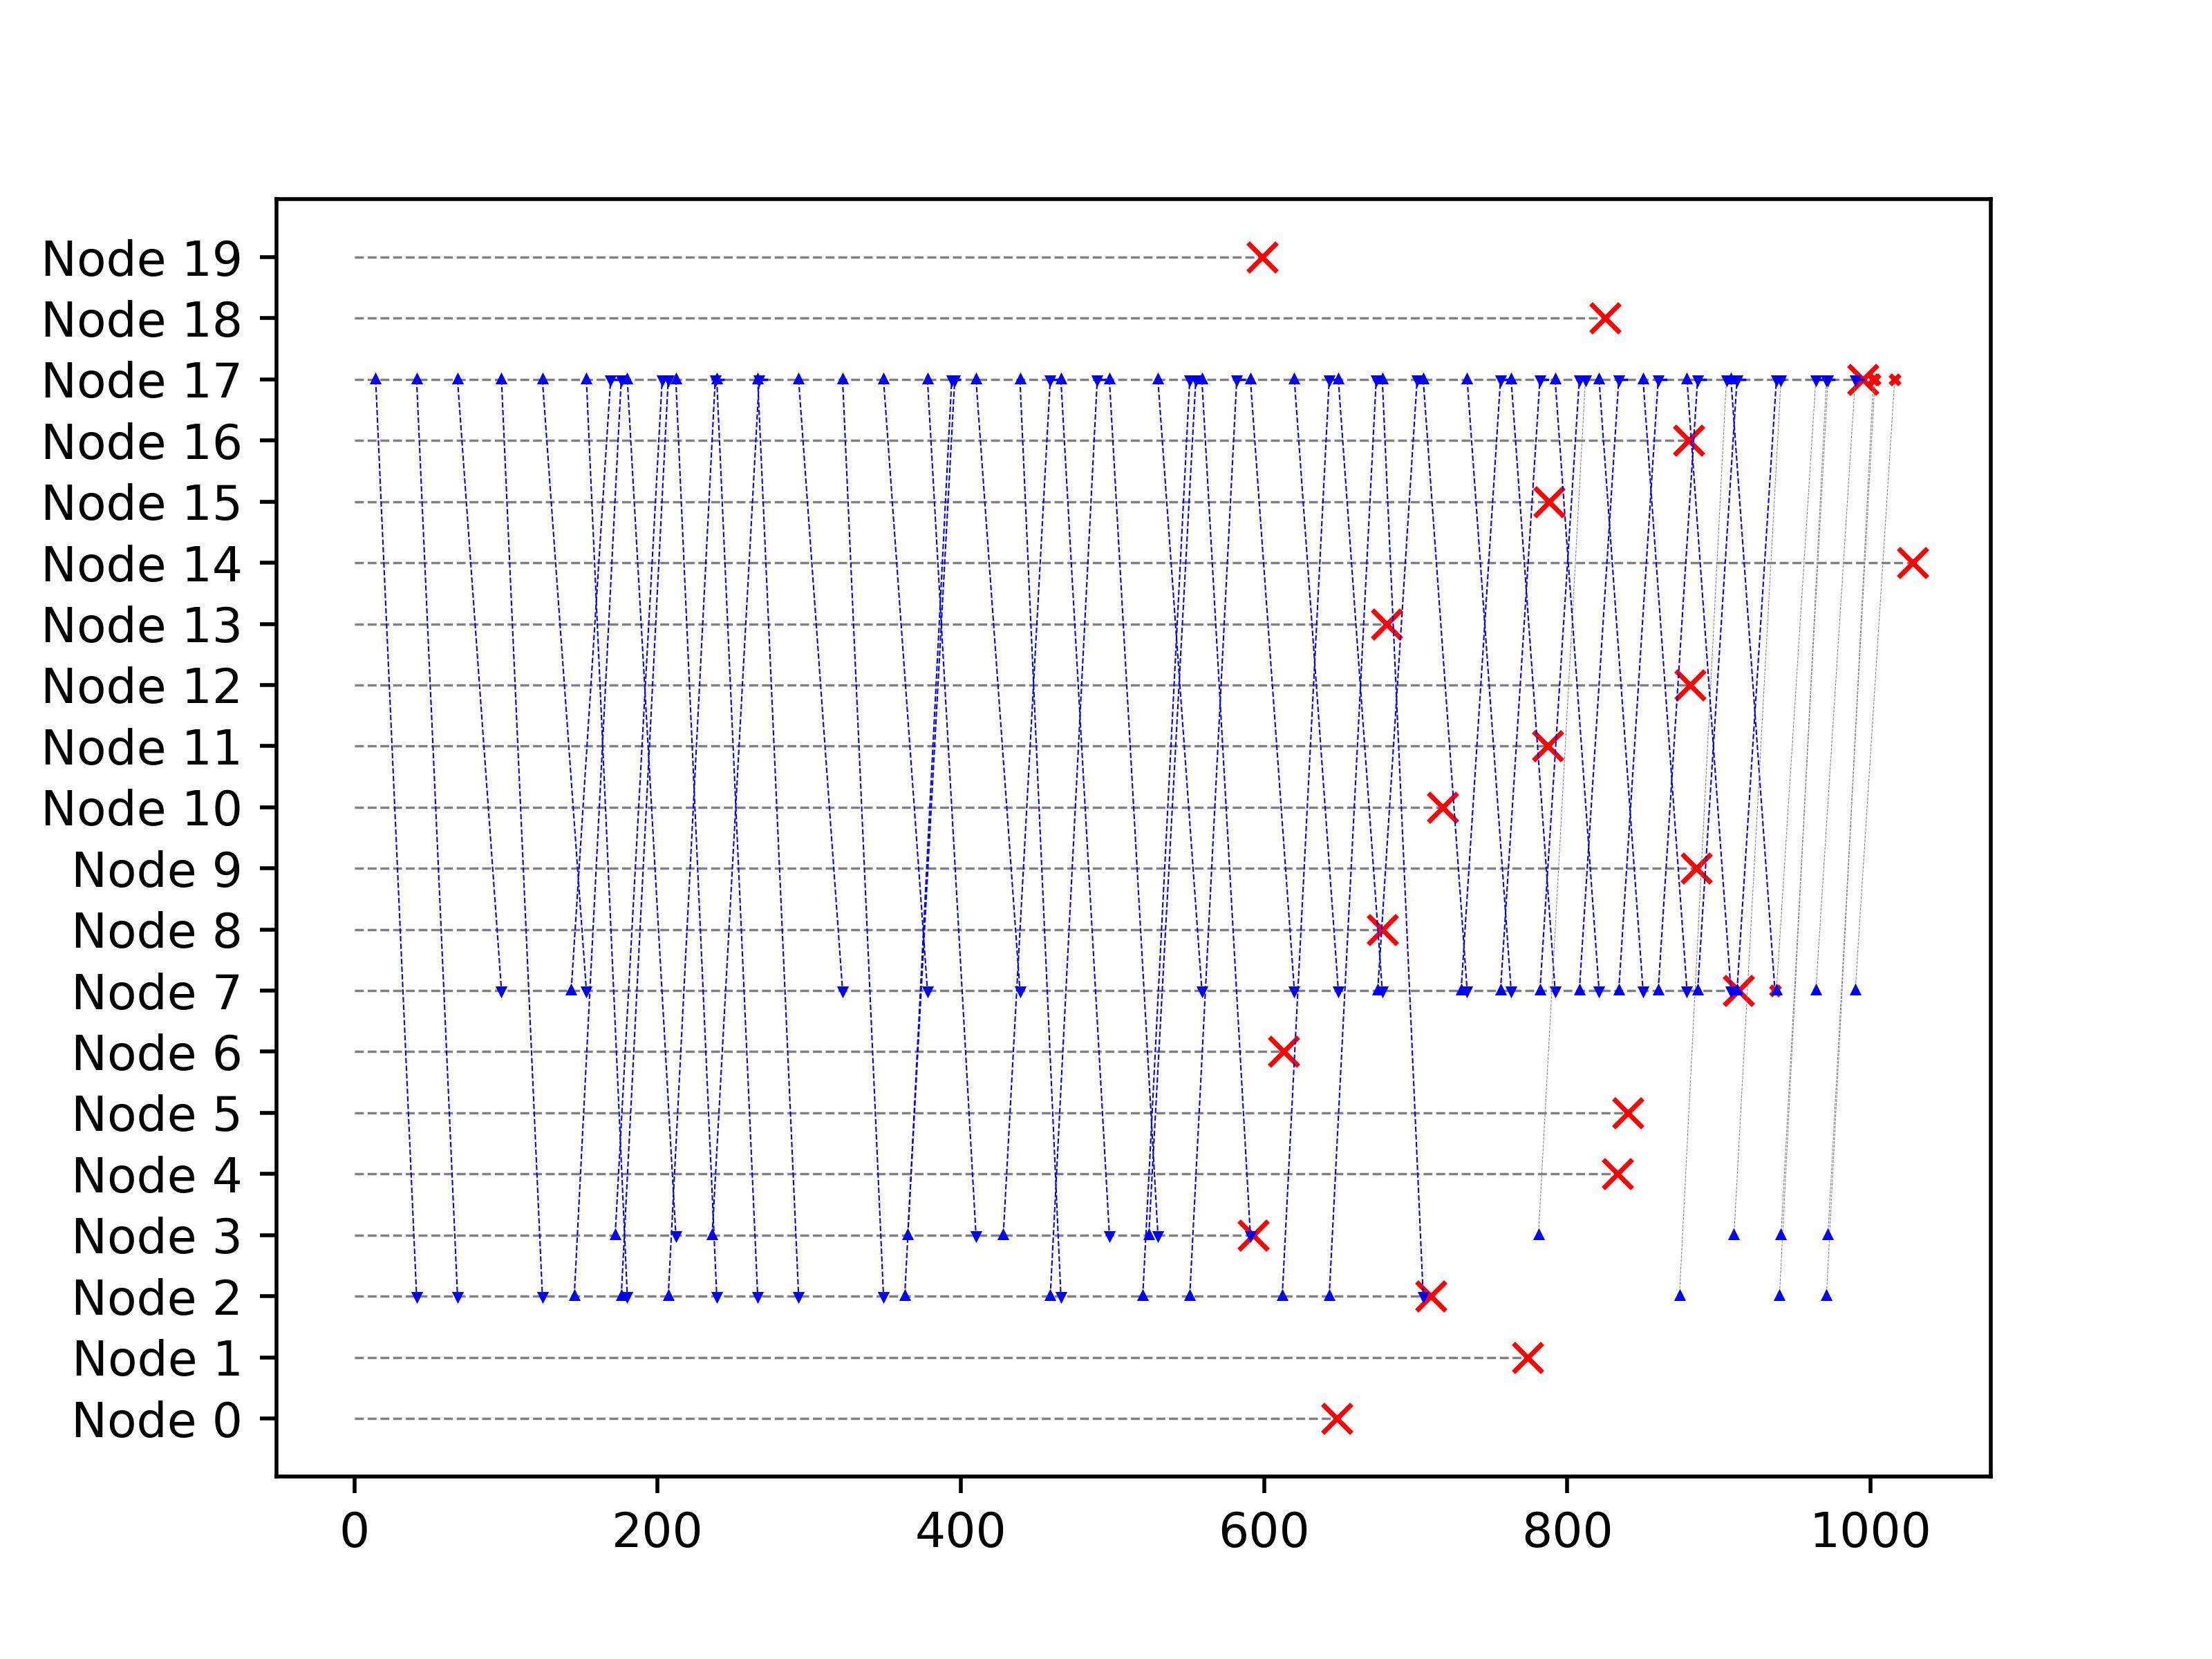 Node 19
Node 18
Node 17
Node 16
Node 15
Node 14
Node 13
Node 12
Node 11
Node 10
Node 9
Node 8
Node 7
Node 6
Node 5
Node 4
Node 3
Node 2
Node 1
Node 0
0 200 400 600 800 1000